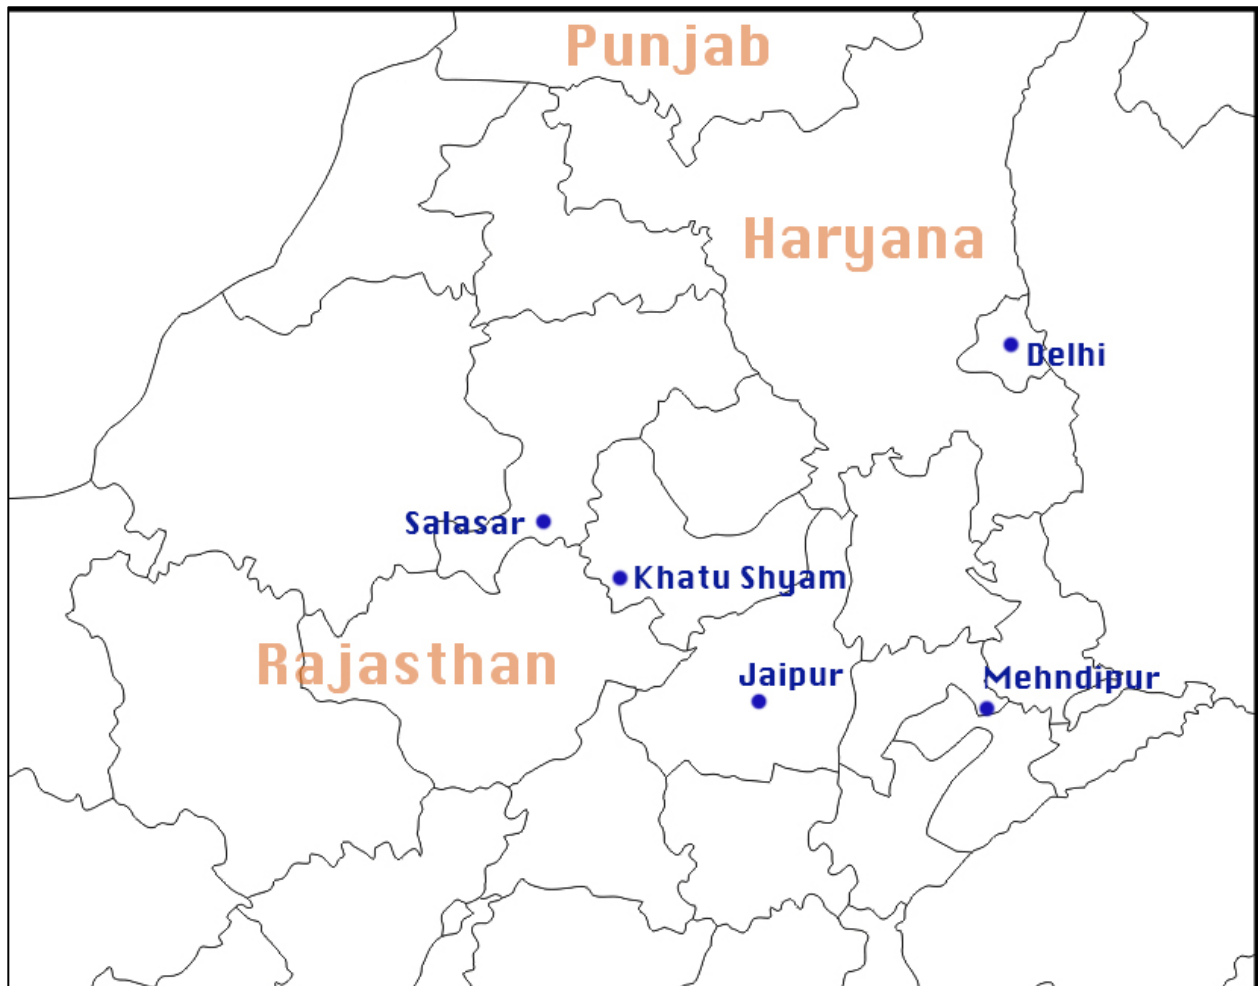 Punjab
Haryana
Delhi
Salasar
Khatu Shyam
Rajasthan
Jaipur
Mehndipur